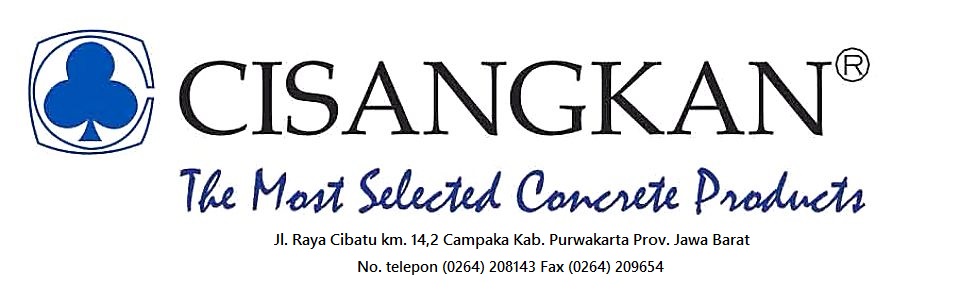 CISANGKAN®
The Most Selected Concrete Products
Jl. Raya Cibatu km. 14,2 Campaka Kab. Purwakarta Prov. Jawa Barat
No. telepon (0264) 208143 Fax (0264) 209654